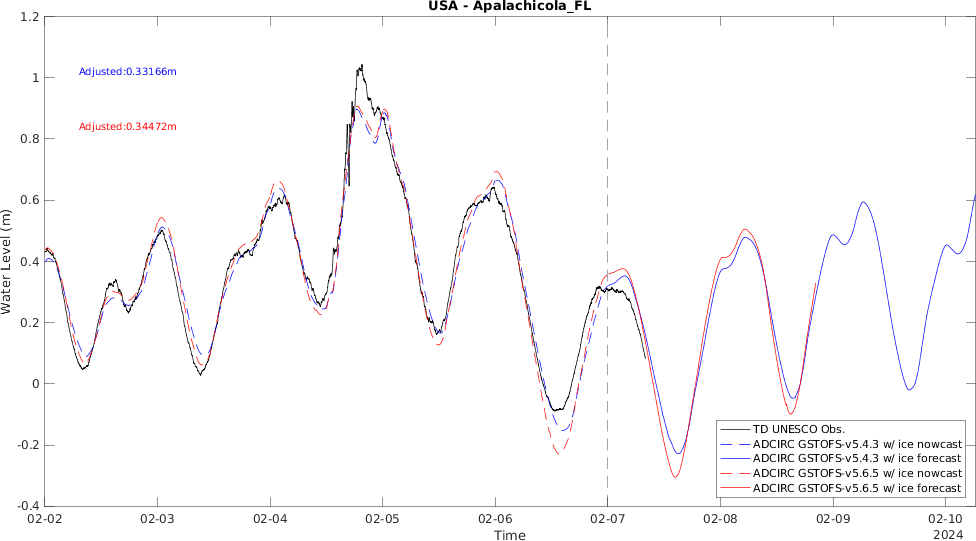 USA - Apalachicola_FL
1.2
1
0.8
0.6
0.4
0.2
0
-0.2
-0.4
Water Level (m)
Adjusted:0.33166m
Adjusted:0.34472m
TD UNESCO Obs.
ADCIRC GSTOFS-v5.4.3 w/ ice nowcast
ADCIRC GSTOFS-v5.4.3 w/ ice forecast
ADCIRC GSTOFS-v5.6.5 w/ ice nowcast
ADCIRC GSTOFS-v5.6.5 w/ ice forecast
02-02 02-03 02-04 02-05 02-06 02-07 02-08 02-09 02-10
Time
2024